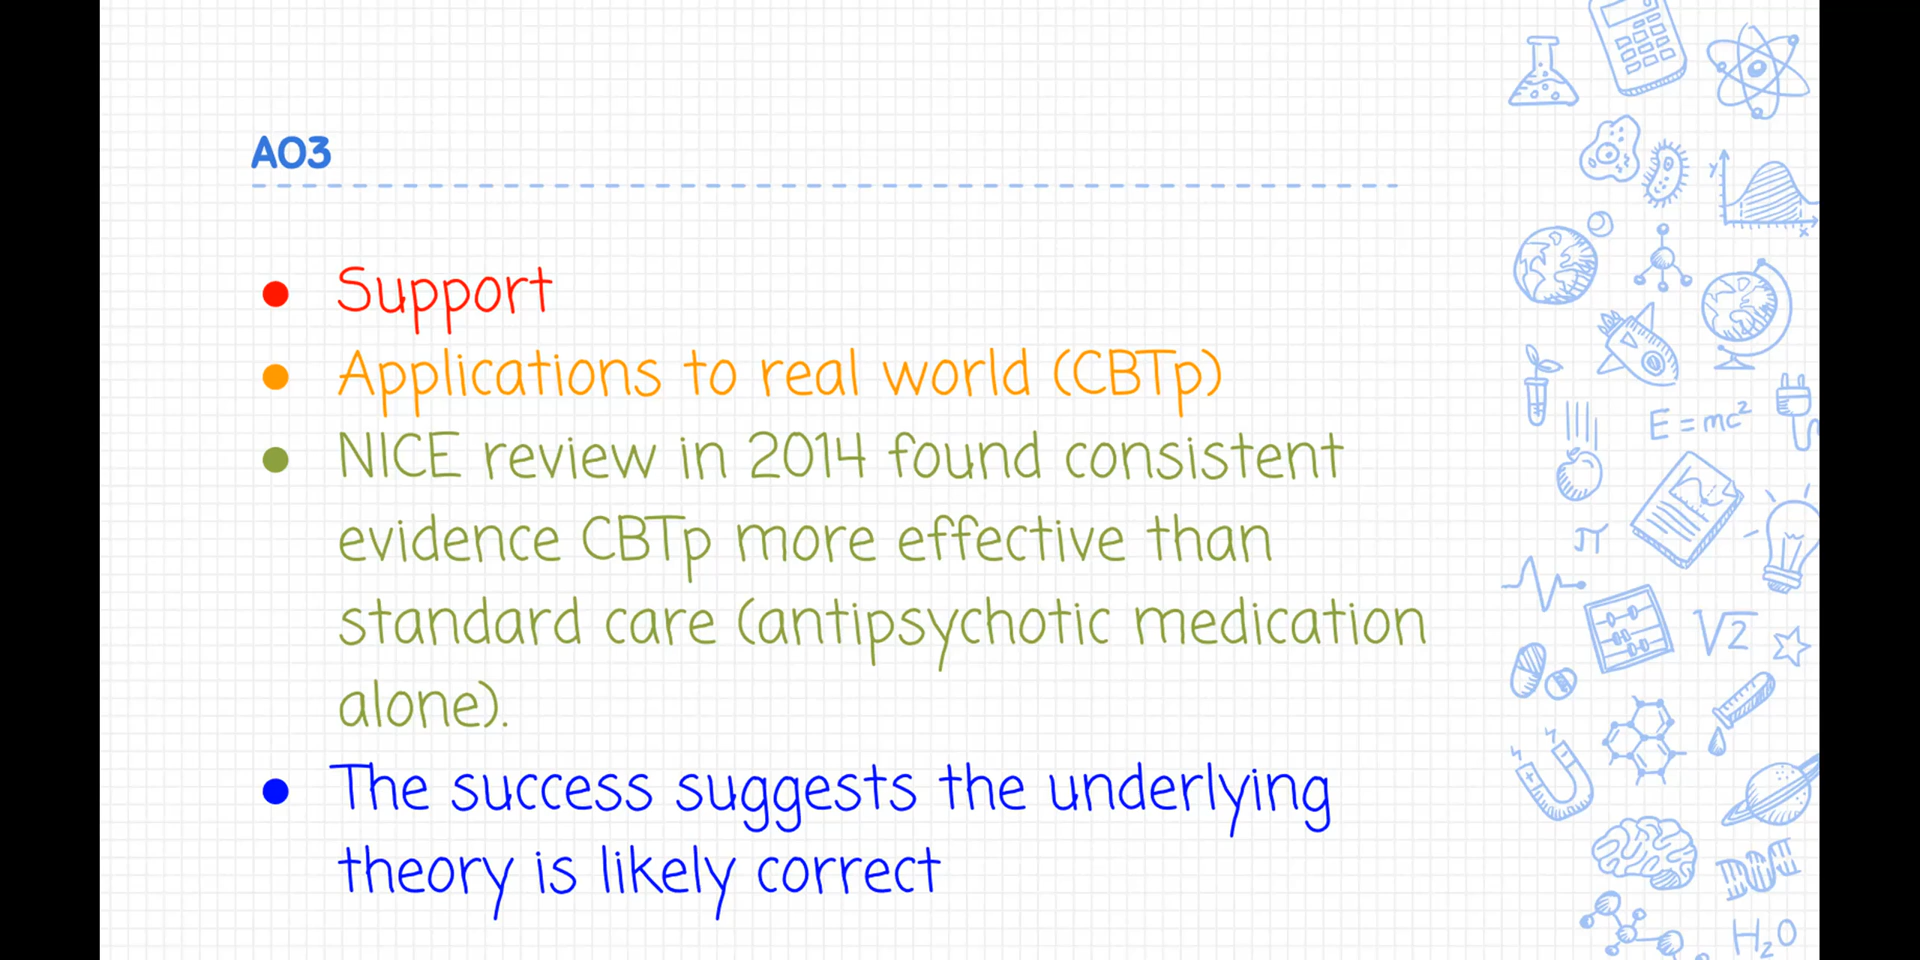 AO3
Support
Applications to real world (CBTp)
NICE review in 2014 found consistent
evidence CBTp more effective than
standard care (antipsychotic medication
alone).
The success suggests the underlying
theory is likely correct
Y
x
E = mc²
π
√2
H₂O